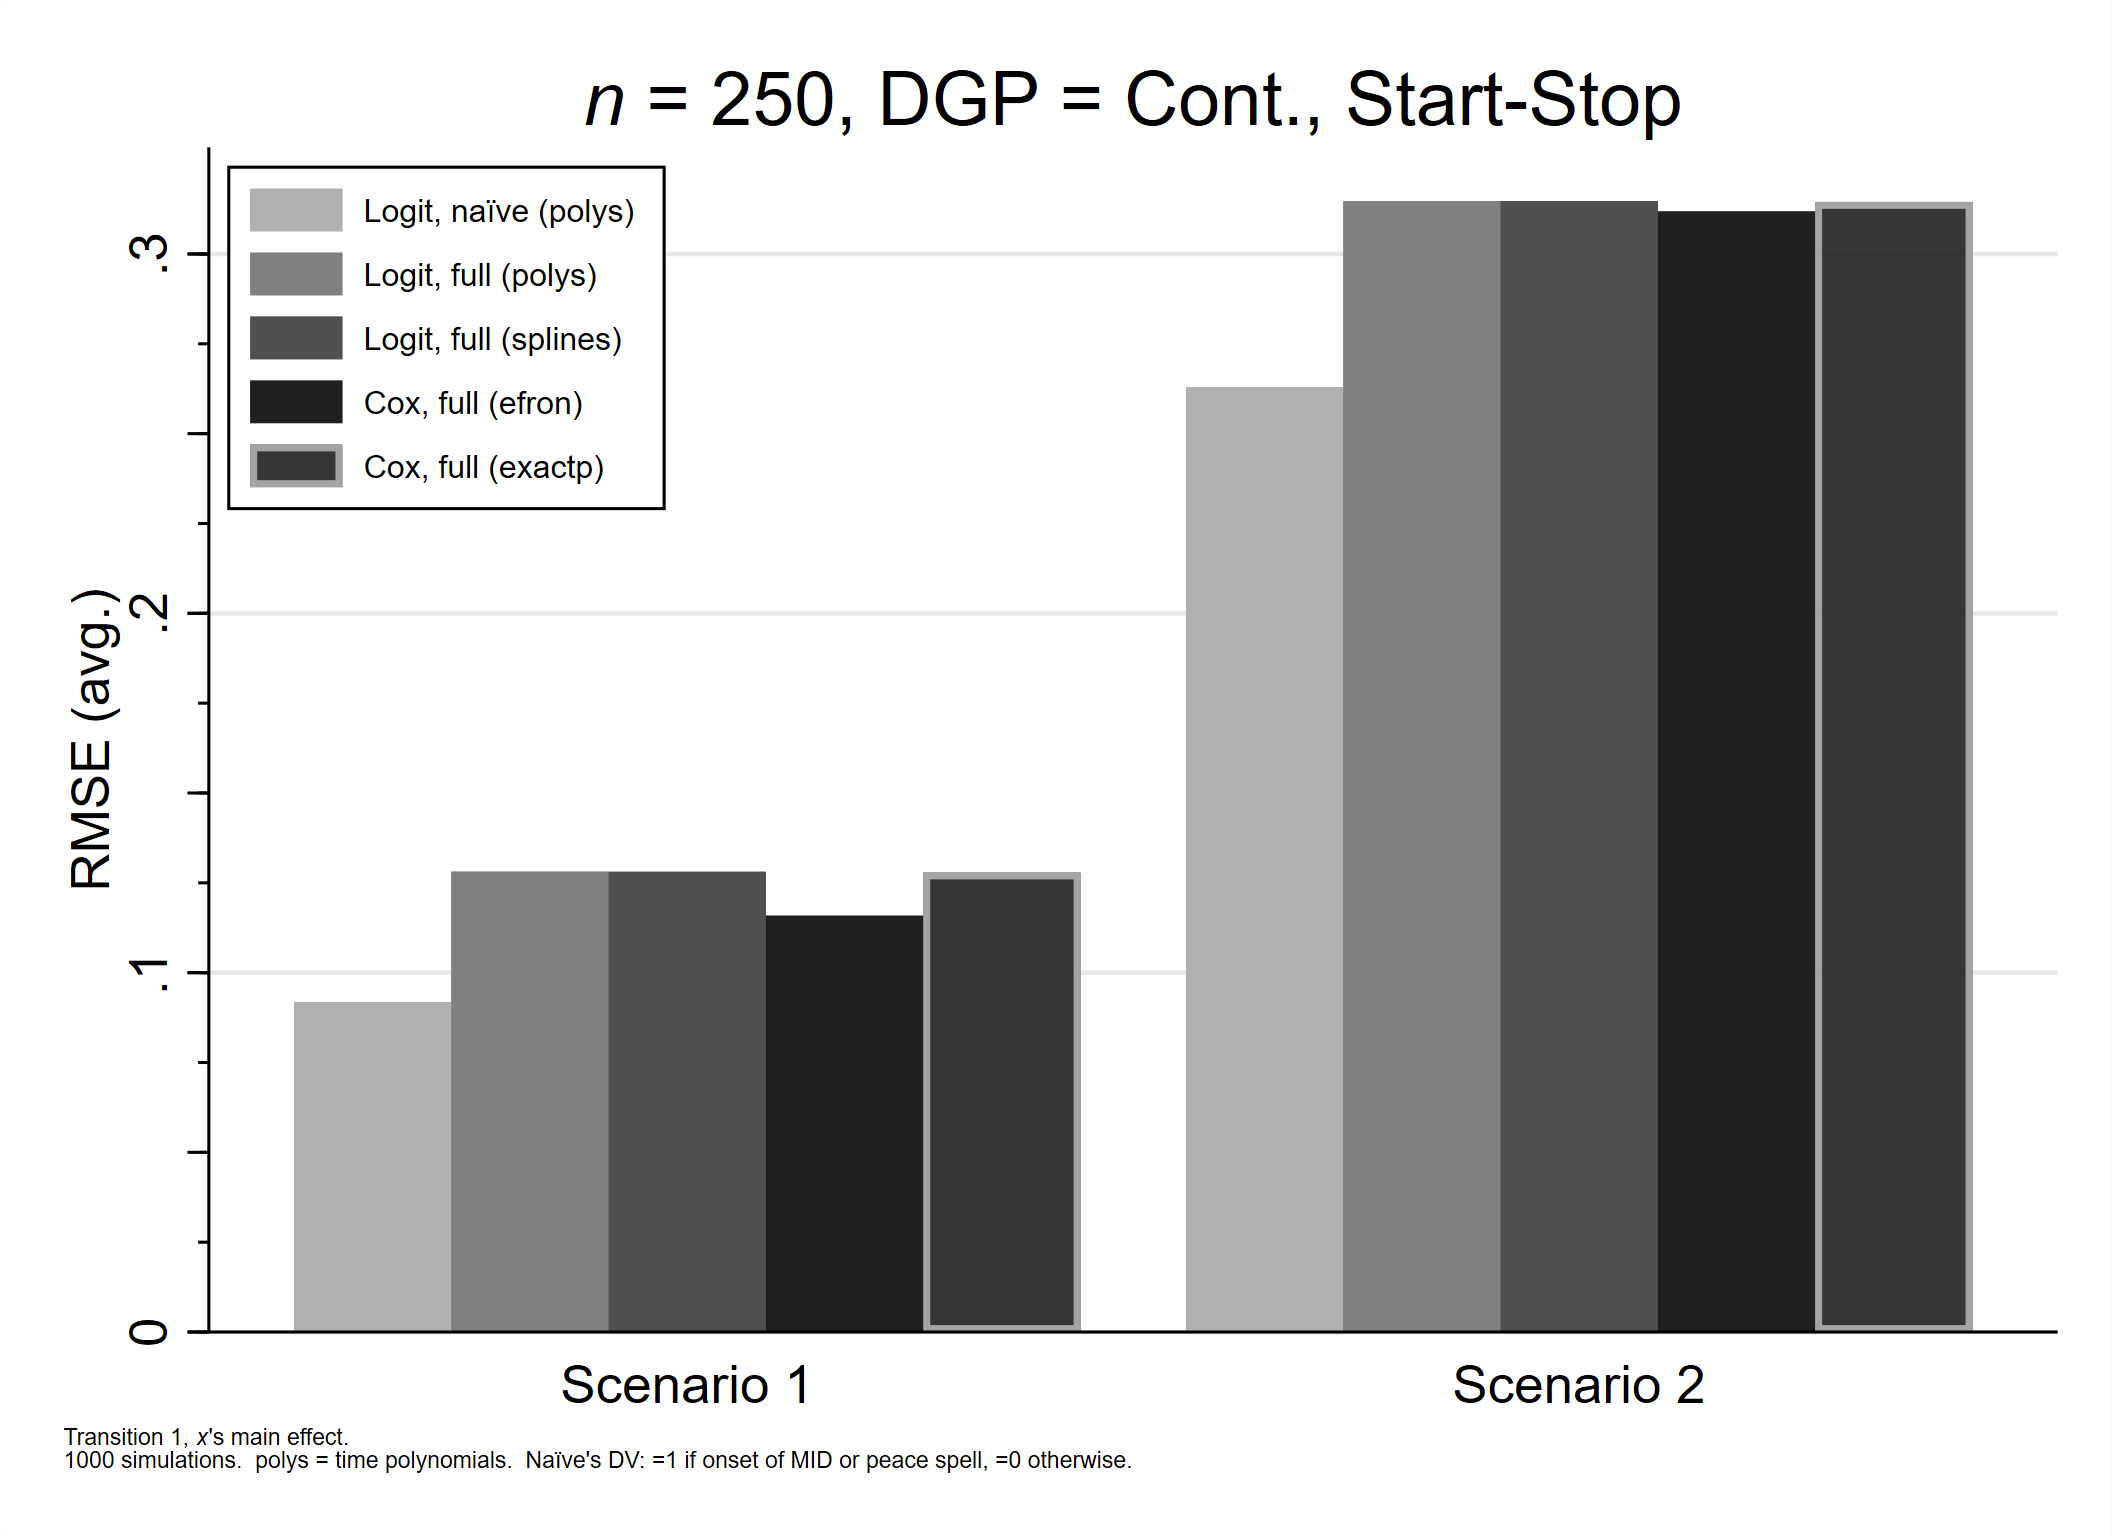 n = 250, DGP = Cont., Start-Stop
Logit, naïve (polys)
Logit, full (polys)
Logit, full (splines)
Cox, full (efron)
Cox, full (exactp)
RMSE (avg.)
.3
.2
.1
0
Scenario 1
Scenario 2
Transition 1, x's main effect.
1000 simulations.  polys = time polynomials.  Naïve's DV: =1 if onset of MID or peace spell, =0 otherwise.